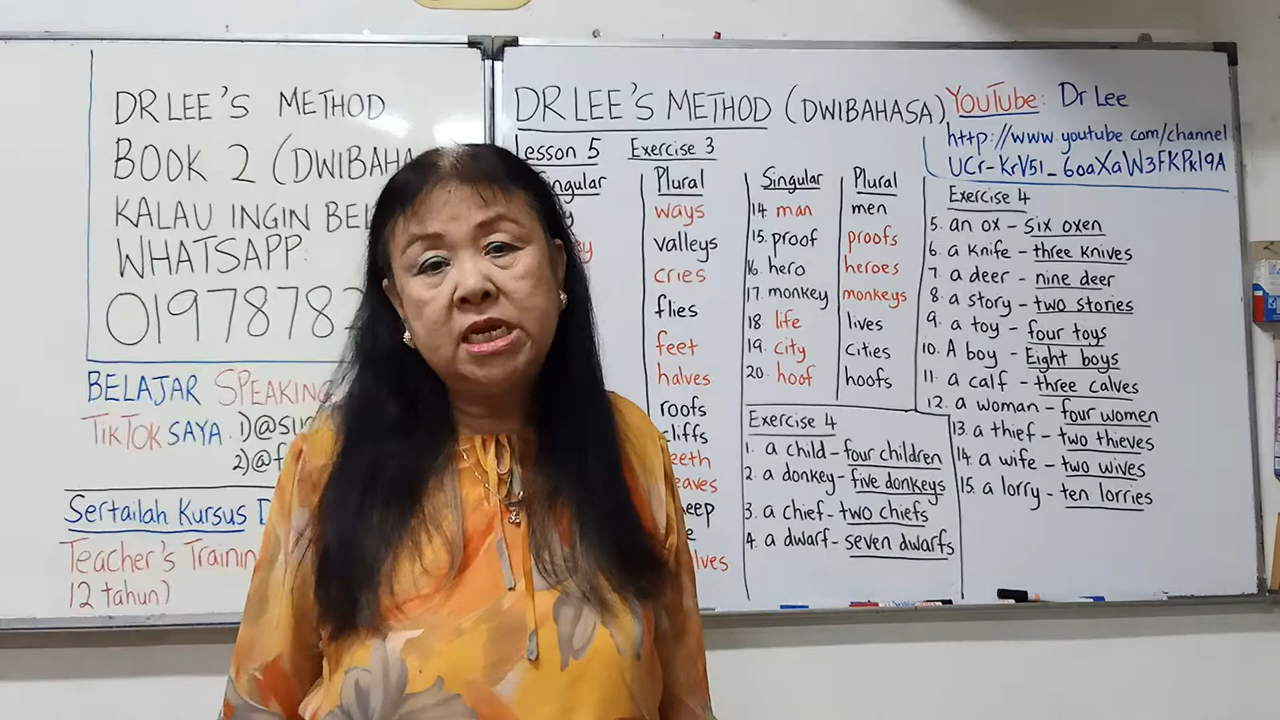 DR LEE'S METHOD
BOOK 2 (DWIBAHA
KALAU INGIN BEL
WHATSAPP:
0197878
BELAJAR SPEAKING
TIKTOK SAYA 1)@su
2)@f
Sertailah Kursus D
Teacher's Training
12 tahun)
DR LEE'S METHOD (DWIBAHASA) YouTube: Dr Lee
http://www.youtube.com/channel
UCr-KrV5l_6oaXaW3FKPkl9A
Lesson 5 Exercise 3
Singular Plural
ways
valleys
cries
flies
feet
halves
roofs
cliffs
teeth
eaves
eep
e
lves
Singular Plural
14. man men
15. proof proofs
16. hero heroes
17. monkey monkeys
18. life lives
19. city cities
20. hoof hoofs
Exercise 4
1. a child - four children
2. a donkey - five donkeys
3. a chief - two chiefs
4. a dwarf - seven dwarfs
Exercise 4
5. an ox - six oxen
6. a knife - three knives
7. a deer - nine deer
8. a story - two stories
9. a toy - four toys
10. A boy - Eight boys
11. a calf - three calves
12. a woman - four women
13. a thief - two thieves
14. a wife - two wives
15. a lorry - ten lorries